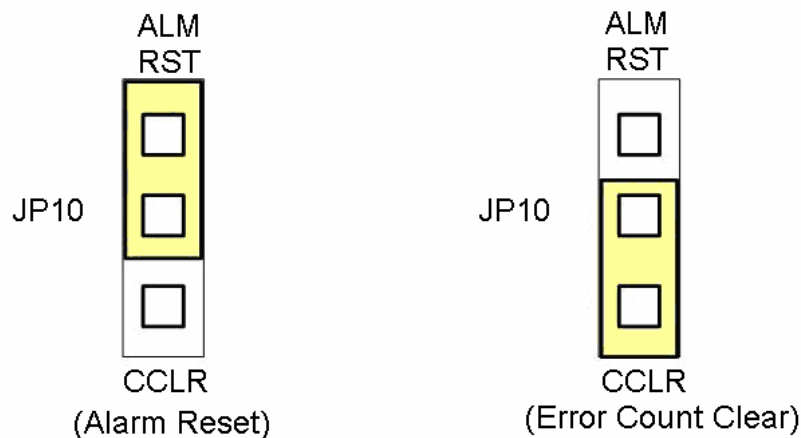 ALM
RST
JP10
CCLR
(Alarm Reset)
ALM
RST
JP10
CCLR
(Error Count Clear)